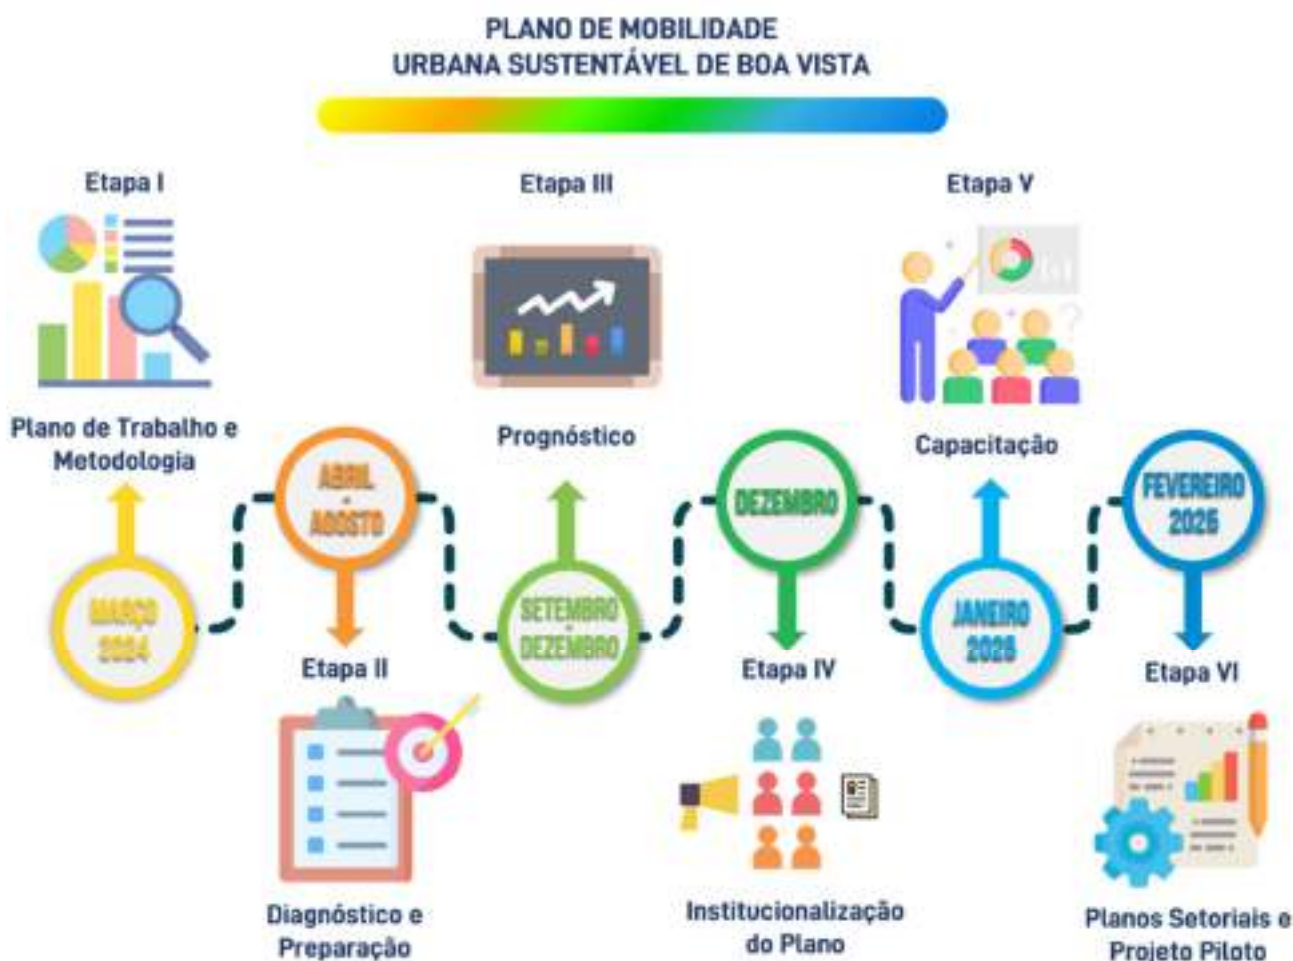 PLANO DE MOBILIDADE
URBANA SUSTENTÁVEL DE BOA VISTA
Etapa I
Etapa III
Etapa V
Plano de Trabalho e
Metodologia
Prognóstico
Capacitação
ABRIL
-
AGOSTO
DEZEMBRO
FEVEREIRO
2026
MARÇO
2024
SETEMBRO
-
DEZEMBRO
JANEIRO
Etapa II
Etapa IV
Etapa VI
Diagnóstico e
Preparação
Institucionalização
do Plano
Planos Setoriais e
Projeto Piloto